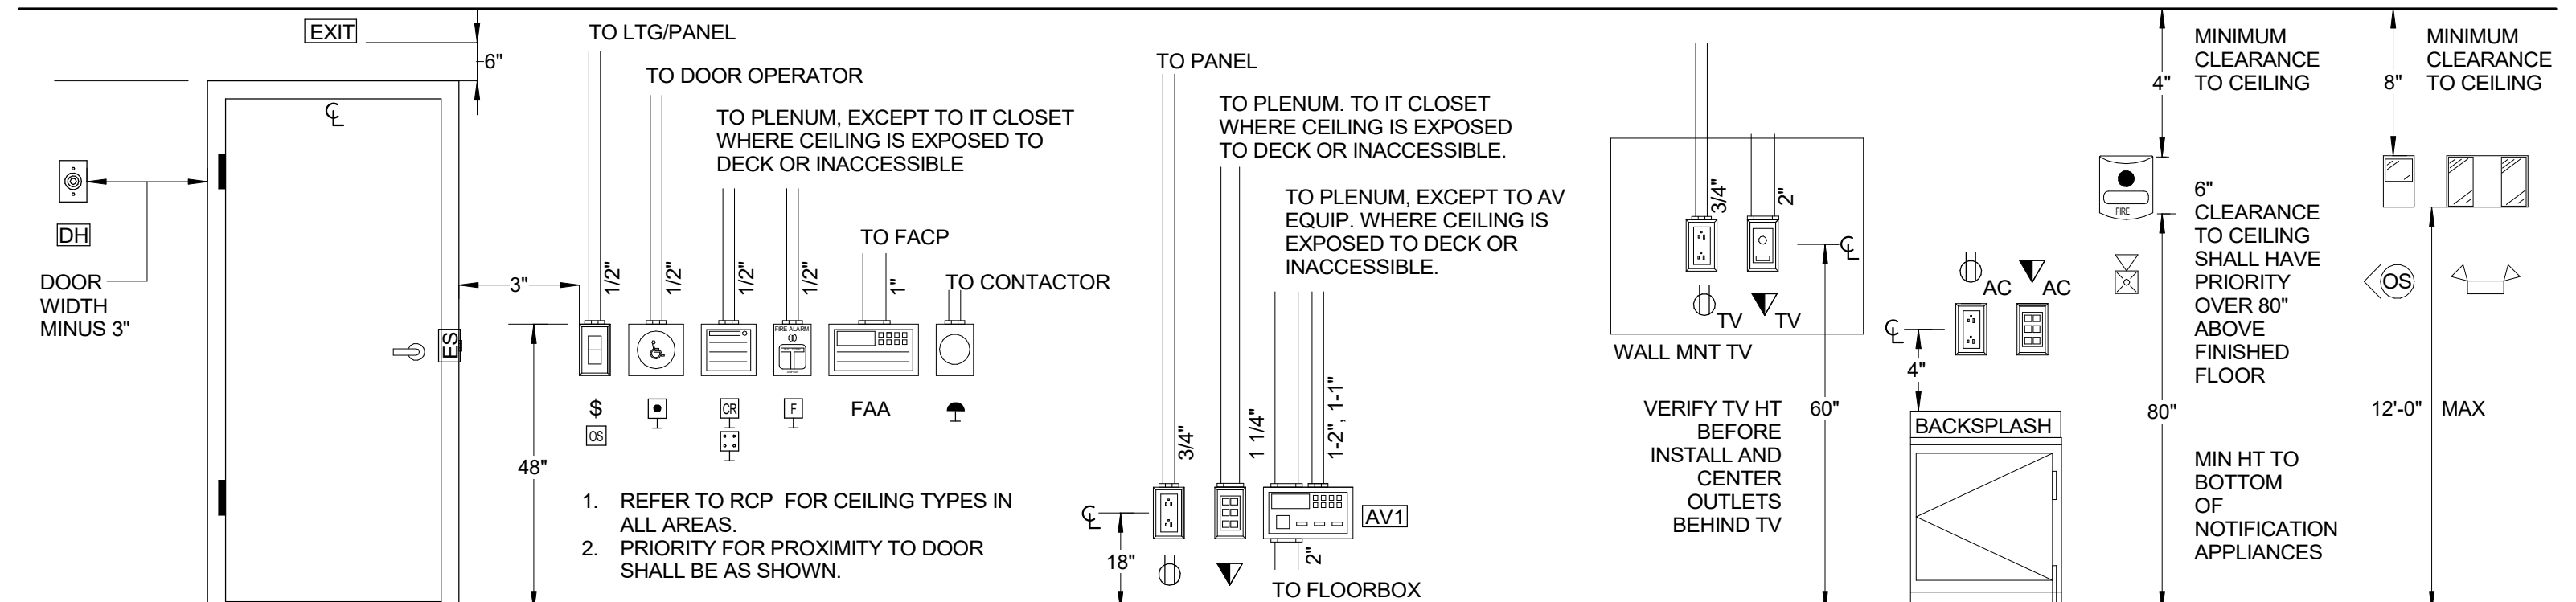 EXIT
6"
DH
DOOR
WIDTH
MINUS 3"
ES
3"
48"
TO LTG/PANEL
TO DOOR OPERATOR
TO PLENUM, EXCEPT TO IT CLOSET
WHERE CEILING IS EXPOSED TO
DECK OR INACCESSIBLE
TO FACP
TO CONTACTOR
1/2"
1/2"
1/2"
1/2"
1"
FIRE ALARM
$
OS
CR
F
FAA
1. REFER TO RCP FOR CEILING TYPES IN
ALL AREAS.
2. PRIORITY FOR PROXIMITY TO DOOR
SHALL BE AS SHOWN.
TO PANEL
TO PLENUM. TO IT CLOSET
WHERE CEILING IS EXPOSED
TO DECK OR INACCESSIBLE.
TO PLENUM, EXCEPT TO AV
EQUIP. WHERE CEILING IS
EXPOSED TO DECK OR
INACCESSIBLE.
3/4"
1 1/4"
1-2", 1-1"
℄
18"
AV1
2"
TO FLOORBOX
3/4"
2"
℄
TV
TV
WALL MNT TV
VERIFY TV HT
BEFORE
INSTALL AND
CENTER
OUTLETS
BEHIND TV
60"
AC
AC
℄
4"
BACKSPLASH
4"
MINIMUM
CLEARANCE
TO CEILING
FIRE
6"
CLEARANCE
TO CEILING
SHALL HAVE
PRIORITY
OVER 80"
ABOVE
FINISHED
FLOOR
80"
MIN HT TO
BOTTOM
OF
NOTIFICATION
APPLIANCES
8"
MINIMUM
CLEARANCE
TO CEILING
OS
12'-0" MAX
℄